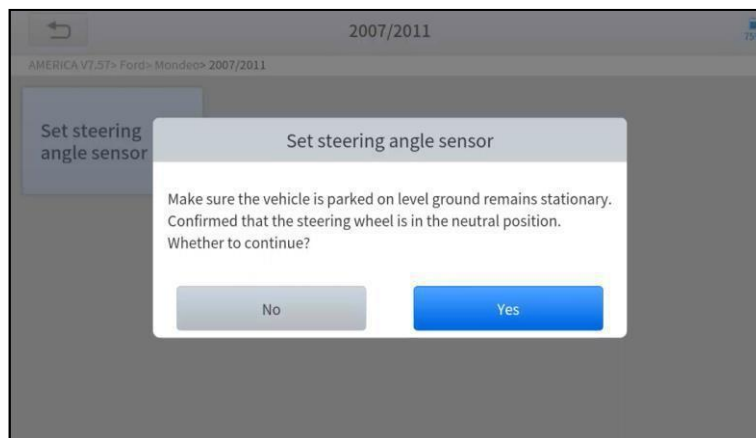 2007/2011
75%
AMERICA V7.57> Ford> Mondeo> 2007/2011
Set steering
angle sensor
Set steering angle sensor
Make sure the vehicle is parked on level ground remains stationary.
Confirmed that the steering wheel is in the neutral position.
Whether to continue?
No
Yes